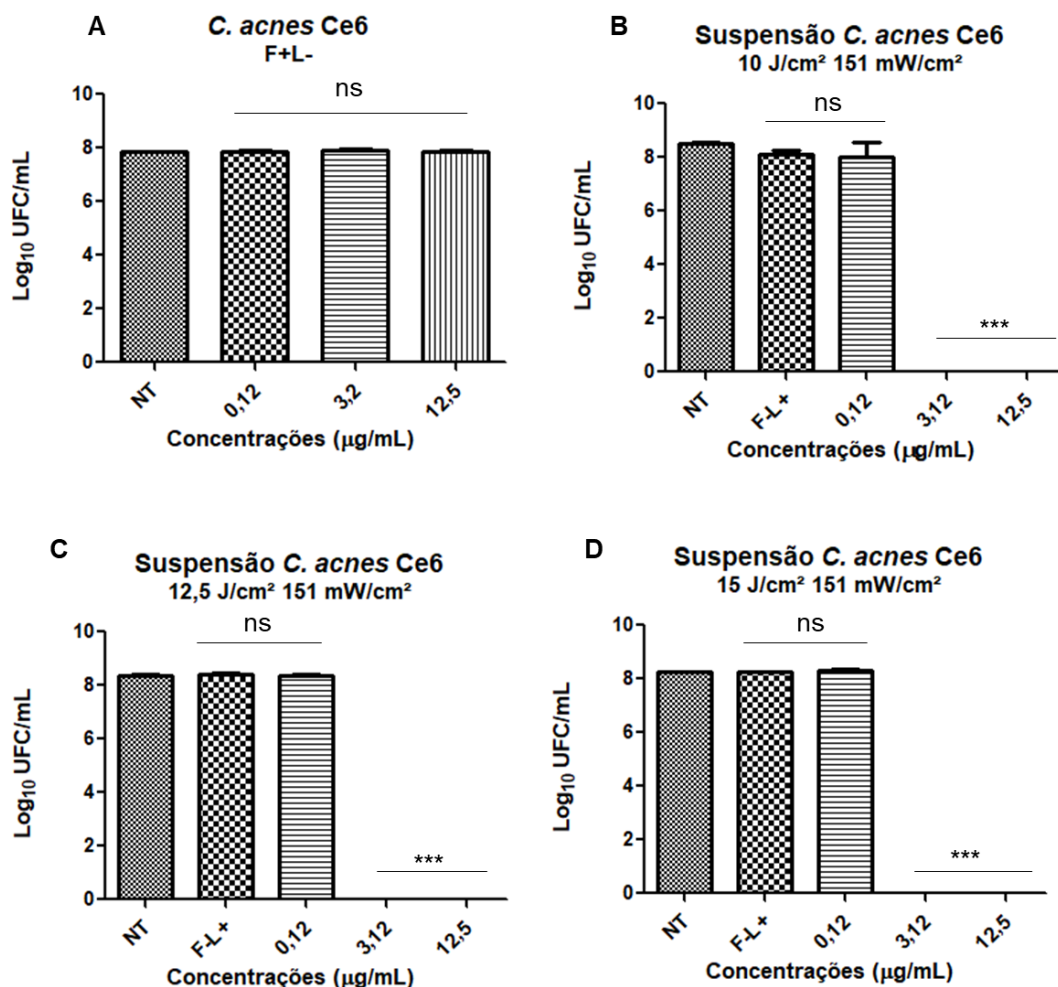 A
C. acnes Ce6
F+L-
ns
10
8
6
4
2
0
Log10 UFC/mL
NT
0,12
3,2
12,5
Concentrações (µg/mL)
B
Suspensão C. acnes Ce6
10 J/cm² 151 mW/cm²
ns
10
8
6
4
2
0
Log10 UFC/mL
***
NT
F-L+
0,12
3,12
12,5
Concentrações (µg/mL)
C
Suspensão C. acnes Ce6
12,5 J/cm² 151 mW/cm²
ns
10
8
6
4
2
0
Log10 UFC/mL
***
NT
F-L+
0,12
3,12
12,5
Concentrações (µg/mL)
D
Suspensão C. acnes Ce6
15 J/cm² 151 mW/cm²
ns
10
8
6
4
2
0
Log10 UFC/mL
***
NT
F-L+
0,12
3,12
12,5
Concentrações (µg/mL)